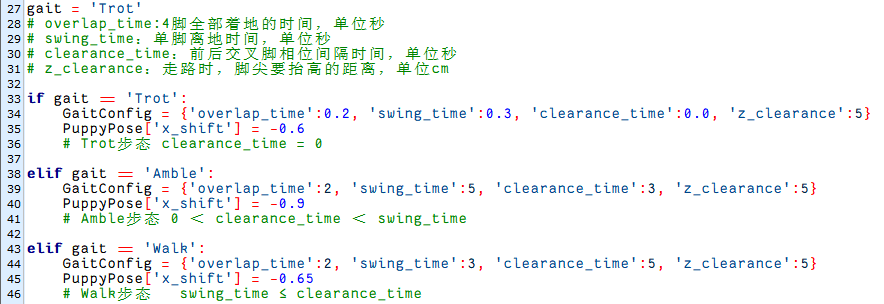 27 gait = 'Trot'
28 # overlap_time:4脚全部着地的时间，单位秒
29 # swing_time：单脚离地时间，单位秒
30 # clearance_time：前后交叉脚相位间隔时间，单位秒
31 # z_clearance：走路时，脚尖要抬高的距离，单位cm
32
33 if gait == 'Trot':
34     GaitConfig = {'overlap_time':0.2, 'swing_time':0.3, 'clearance_time':0.0, 'z_clearance':5}
35     PuppyPose['x_shift'] = -0.6
36     # Trot步态 clearance_time = 0
37
38 elif gait == 'Amble':
39     GaitConfig = {'overlap_time':2, 'swing_time':5, 'clearance_time':3, 'z_clearance':5}
40     PuppyPose['x_shift'] = -0.9
41     # Amble步态 0 ＜ clearance_time ＜ swing_time
42
43 elif gait == 'Walk':
44     GaitConfig = {'overlap_time':2, 'swing_time':3, 'clearance_time':5, 'z_clearance':5}
45     PuppyPose['x_shift'] = -0.65
46     # Walk步态   swing_time ≤ clearance_time